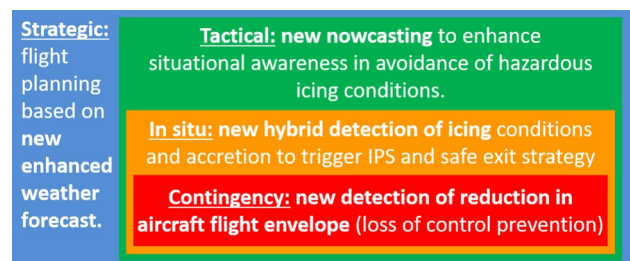 Strategic:
flight
planning
based on
new
enhanced
weather
forecast.
Tactical: new nowcasting to enhance
situational awareness in avoidance of hazardous
icing conditions.
In situ: new hybrid detection of icing conditions
and accretion to trigger IPS and safe exit strategy
Contingency: new detection of reduction in
aircraft flight envelope (loss of control prevention)